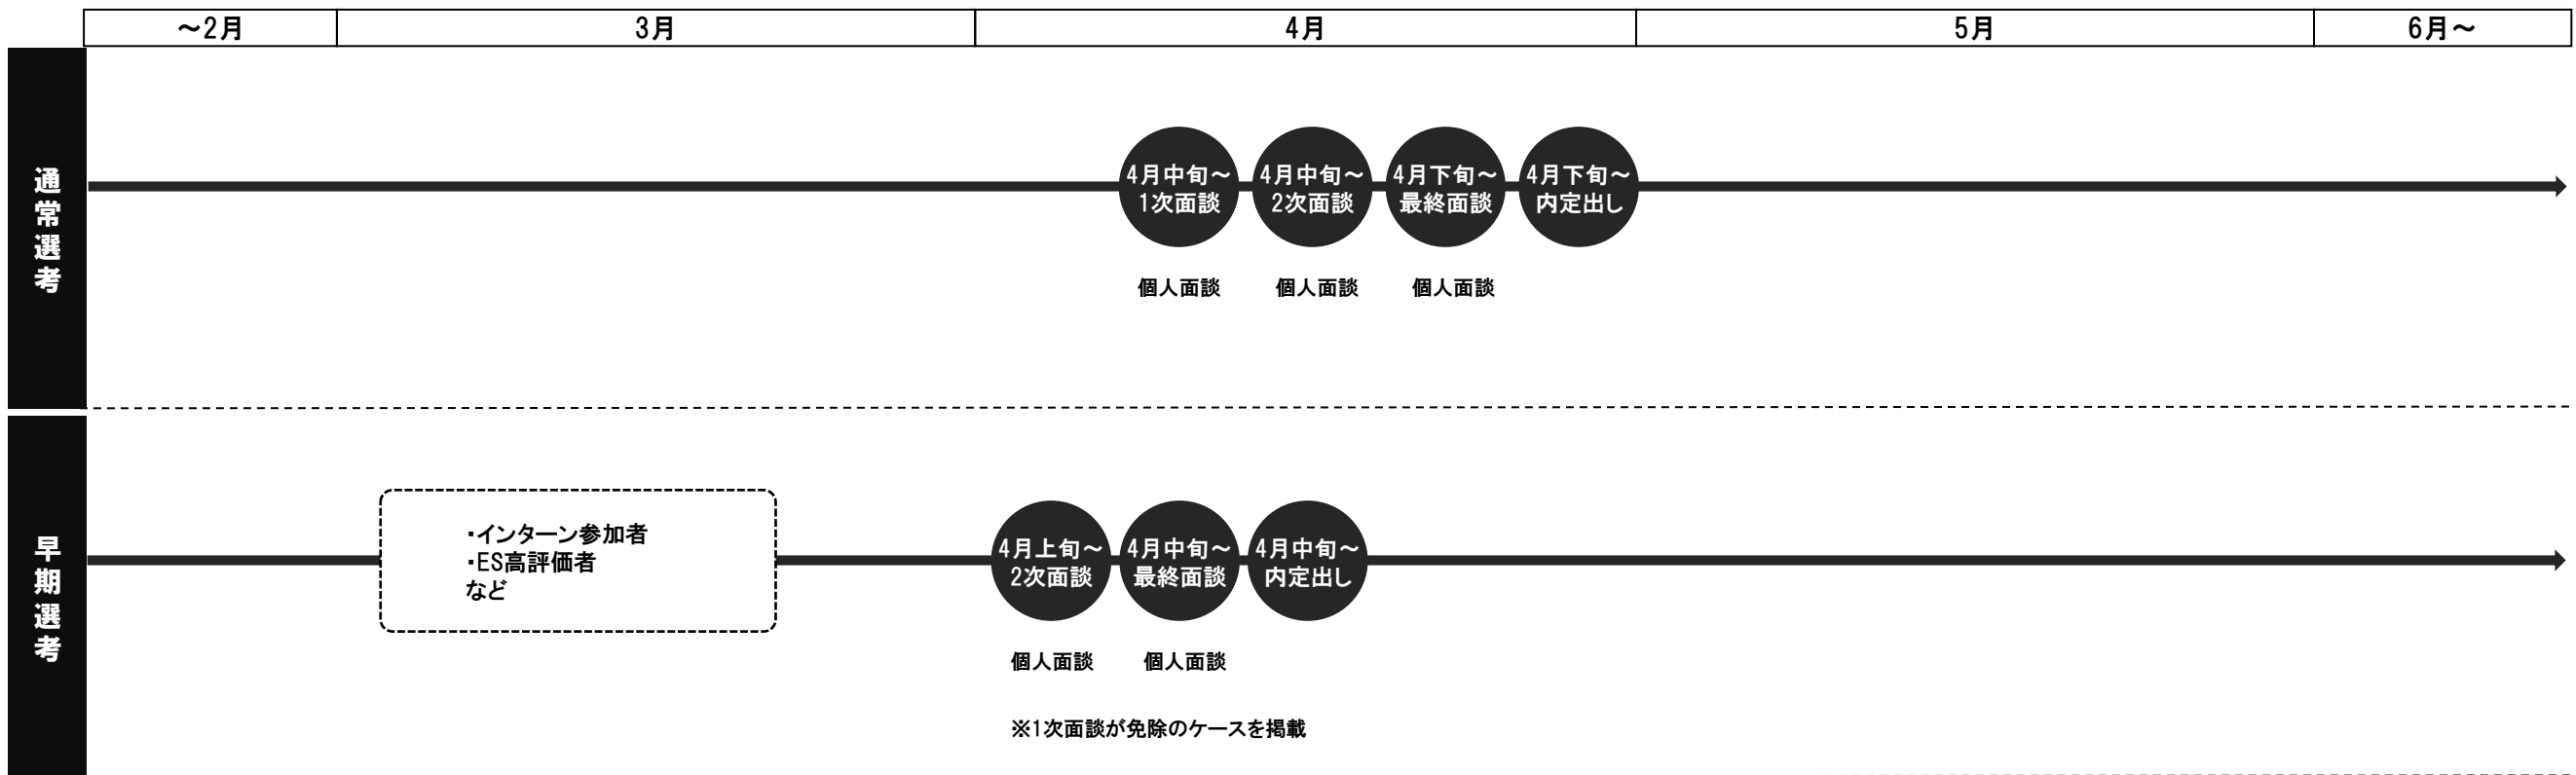 ～2月
3月
4月
5月
6月～
通常選考
4月中旬～
1次面談
4月中旬～
2次面談
4月下旬～
最終面談
4月下旬～
内定出し
個人面談
個人面談
個人面談
早期選考
・インターン参加者
・ES高評価者
など
4月上旬～
2次面談
4月中旬～
最終面談
4月中旬～
内定出し
個人面談
個人面談
※1次面談が免除のケースを掲載